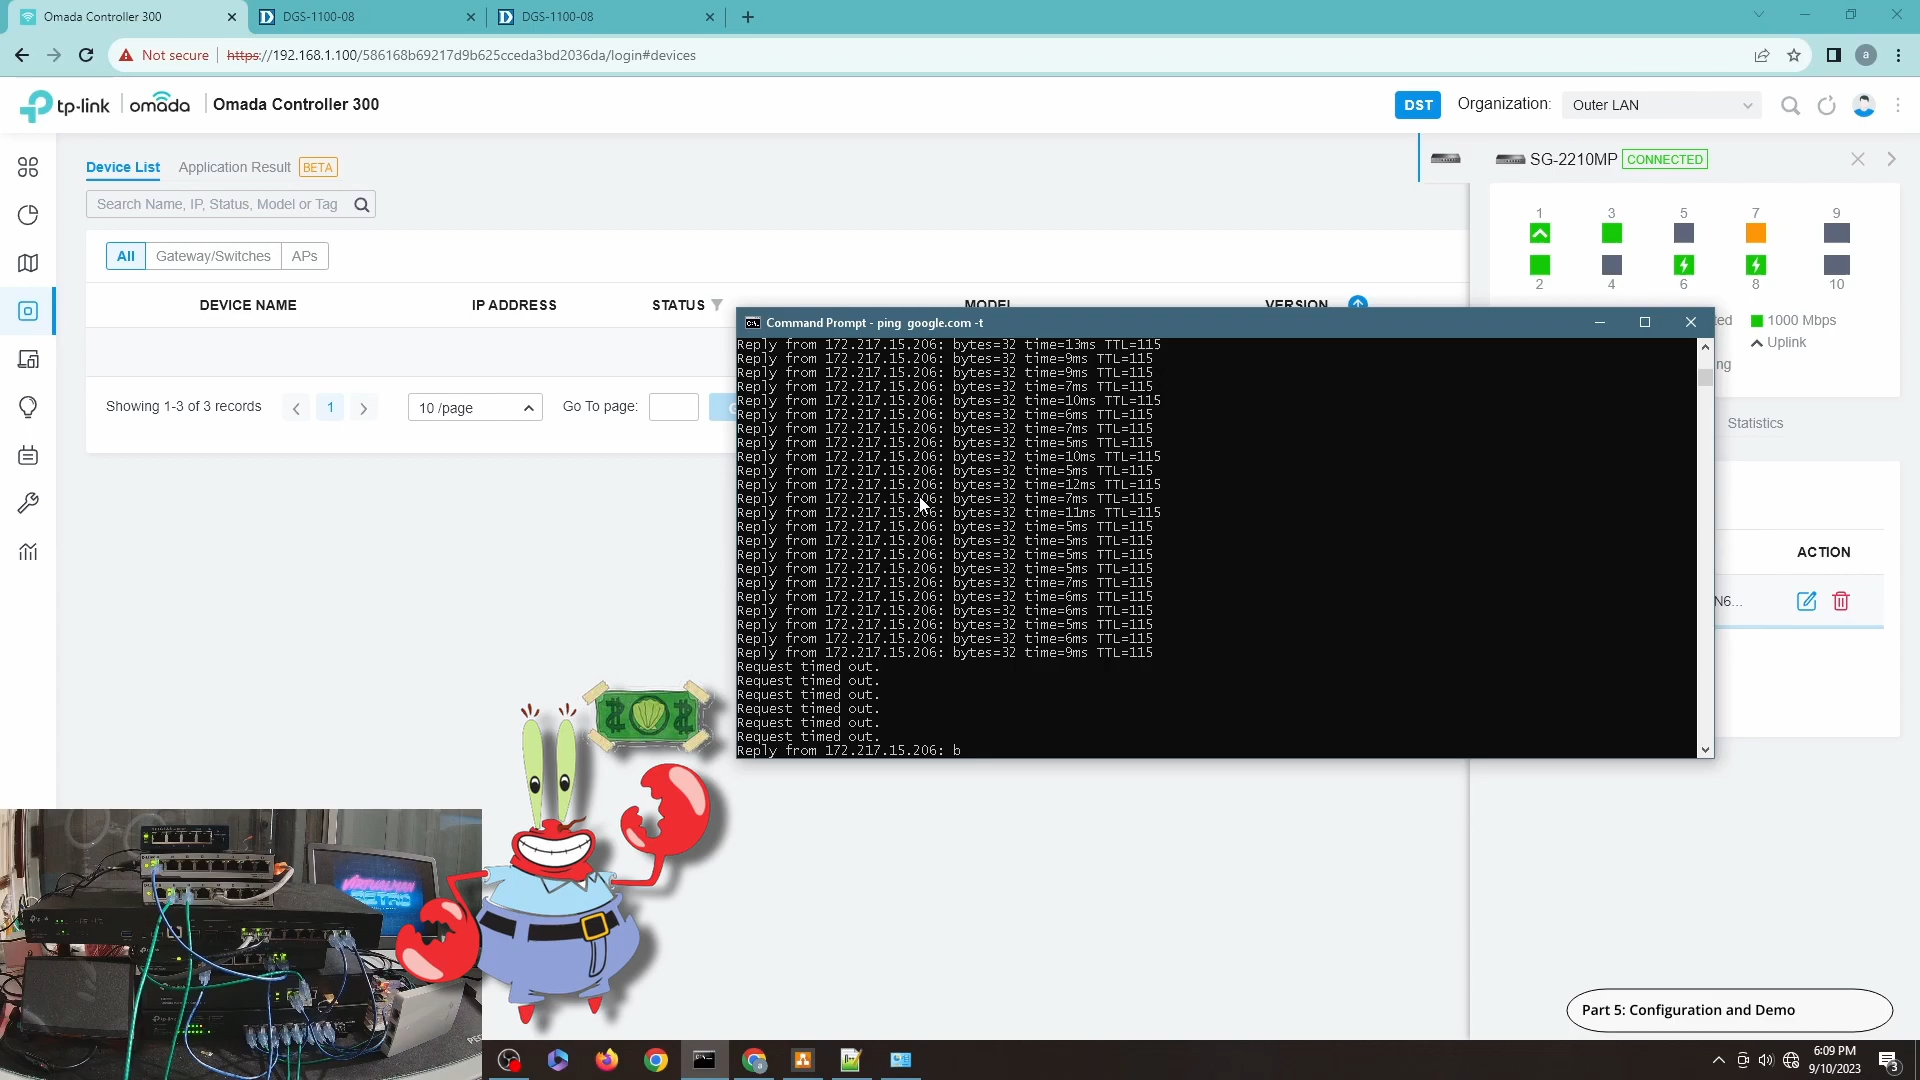 Omada Controller 300
DGS-1100-08
DGS-1100-08
Not secure
https://192.168.1.100/586168b69217d9b625cceda3bd2036da/login#devices
a
tp-link
omada
Omada Controller 300
DST
Organization:
Outer LAN
Device List
Application Result
BETA
SG-2210MP
CONNECTED
Search Name, IP, Status, Model or Tag
1 3 5 7 9
2 4 6 8 10
All
Gateway/Switches
APs
DEVICE NAME
IP ADDRESS
STATUS
MODEL
VERSION
1000 Mbps
Uplink
ng
Showing 1-3 of 3 records
1
10 /page
Go To page:
Statistics
ACTION
N6...
Command Prompt - ping  google.com -t
Reply from 172.217.15.206: bytes=32 time=13ms TTL=115
Reply from 172.217.15.206: bytes=32 time=9ms TTL=115
Reply from 172.217.15.206: bytes=32 time=9ms TTL=115
Reply from 172.217.15.206: bytes=32 time=7ms TTL=115
Reply from 172.217.15.206: bytes=32 time=10ms TTL=115
Reply from 172.217.15.206: bytes=32 time=6ms TTL=115
Reply from 172.217.15.206: bytes=32 time=7ms TTL=115
Reply from 172.217.15.206: bytes=32 time=5ms TTL=115
Reply from 172.217.15.206: bytes=32 time=10ms TTL=115
Reply from 172.217.15.206: bytes=32 time=5ms TTL=115
Reply from 172.217.15.206: bytes=32 time=12ms TTL=115
Reply from 172.217.15.206: bytes=32 time=7ms TTL=115
Reply from 172.217.15.206: bytes=32 time=11ms TTL=115
Reply from 172.217.15.206: bytes=32 time=5ms TTL=115
Reply from 172.217.15.206: bytes=32 time=5ms TTL=115
Reply from 172.217.15.206: bytes=32 time=5ms TTL=115
Reply from 172.217.15.206: bytes=32 time=5ms TTL=115
Reply from 172.217.15.206: bytes=32 time=7ms TTL=115
Reply from 172.217.15.206: bytes=32 time=6ms TTL=115
Reply from 172.217.15.206: bytes=32 time=6ms TTL=115
Reply from 172.217.15.206: bytes=32 time=5ms TTL=115
Reply from 172.217.15.206: bytes=32 time=6ms TTL=115
Reply from 172.217.15.206: bytes=32 time=9ms TTL=115
Request timed out.
Request timed out.
Request timed out.
Request timed out.
Request timed out.
Request timed out.
Reply from 172.217.15.206: b
VIRTUALMAN
Part 5: Configuration and Demo
6:09 PM
9/10/2023
3